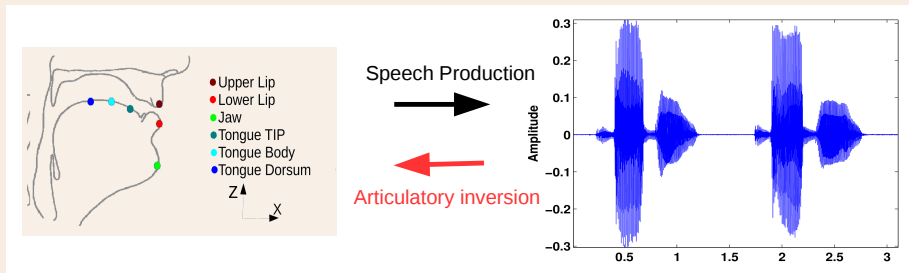 Upper Lip
Lower Lip
Jaw
Tongue TIP
Tongue Body
Tongue Dorsum
Z
X
Speech Production
Articulatory inversion
Amplitude
0.3
0.2
0.1
0
−0.1
−0.2
−0.3
0.5 1 1.5 2 2.5 3